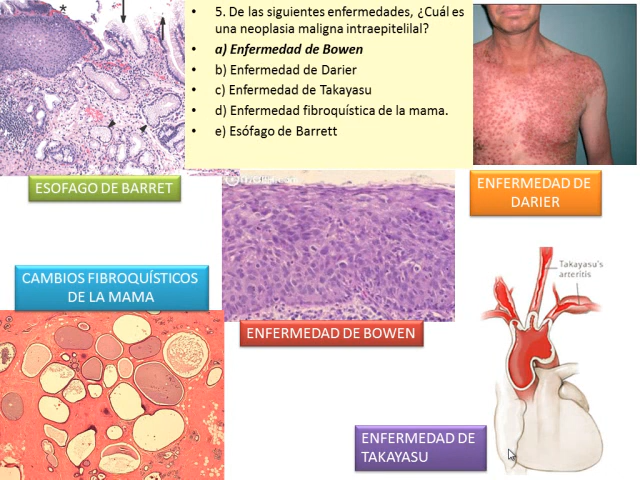 5. De las siguientes enfermedades, ¿Cuál es
una neoplasia maligna intraepitelilal?
a) Enfermedad de Bowen
b) Enfermedad de Darier
c) Enfermedad de Takayasu
d) Enfermedad fibroquística de la mama.
e) Esófago de Barrett
ESOFAGO DE BARRET
ENFERMEDAD DE
DARIER
CAMBIOS FIBROQUÍSTICOS
DE LA MAMA
ENFERMEDAD DE BOWEN
Takayasu's
arteritis
ENFERMEDAD DE
TAKAYASU